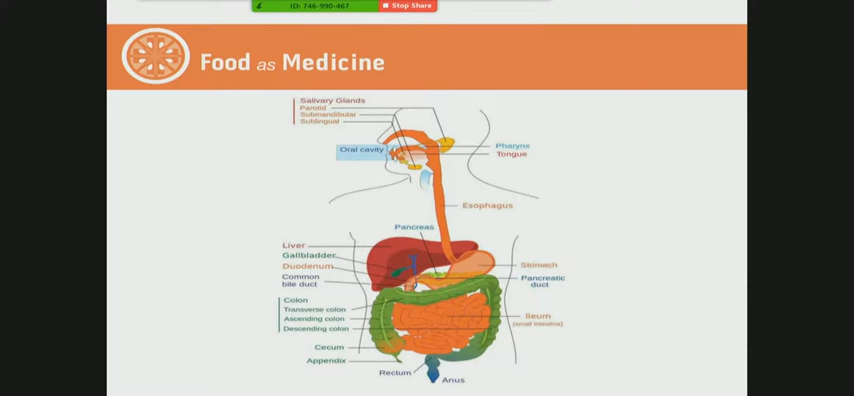 ID: 746-990-467
Stop Share
Food as Medicine
Salivary Glands
Parotid
Submandibular
Sublingual
Oral cavity
Pharynx
Tongue
Esophagus
Pancreas
Liver
Gallbladder
Duodenum
Common
bile duct
Stomach
Pancreatic
duct
Colon
Transverse colon
Ascending colon
Descending colon
Ileum
(small intestine)
Cecum
Appendix
Rectum
Anus